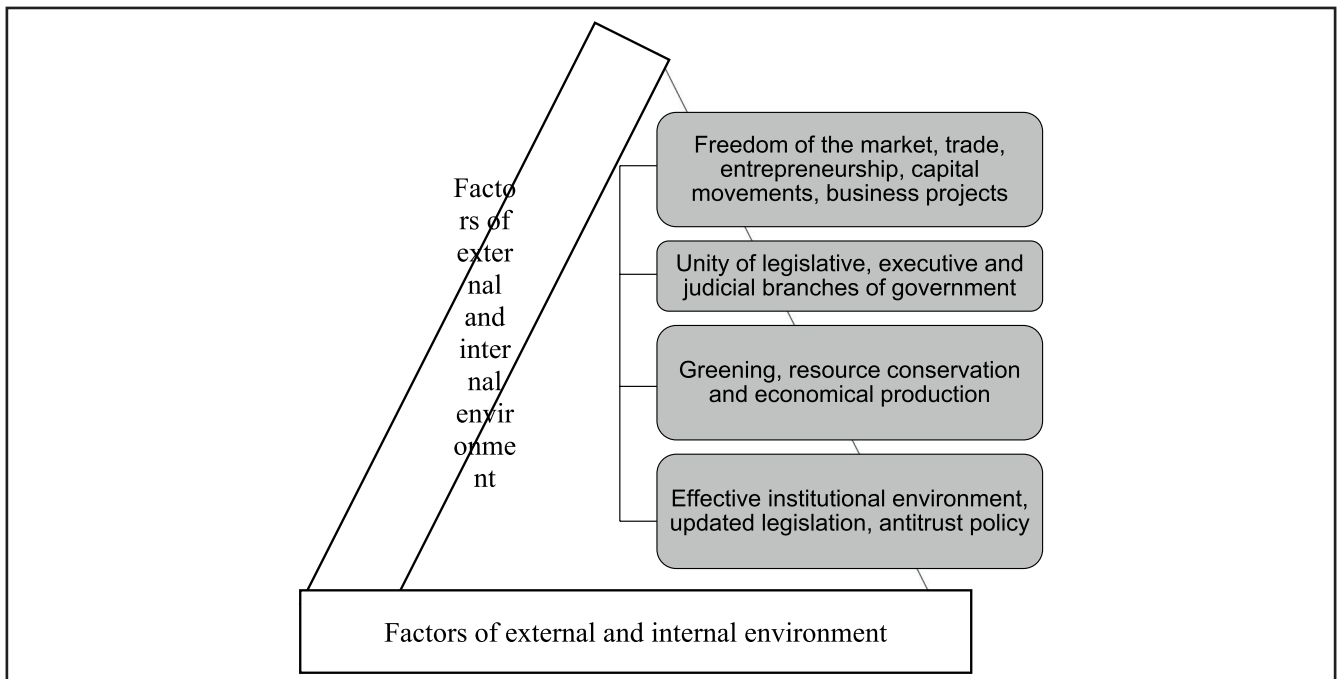 Facto
rs of
exter
nal
and
inter
nal
envir
onme
nt
Freedom of the market, trade,
entrepreneurship, capital
movements, business projects
Unity of legislative, executive and
judicial branches of government
Greening, resource conservation
and economical production
Effective institutional environment,
updated legislation, antitrust policy
Factors of external and internal environment